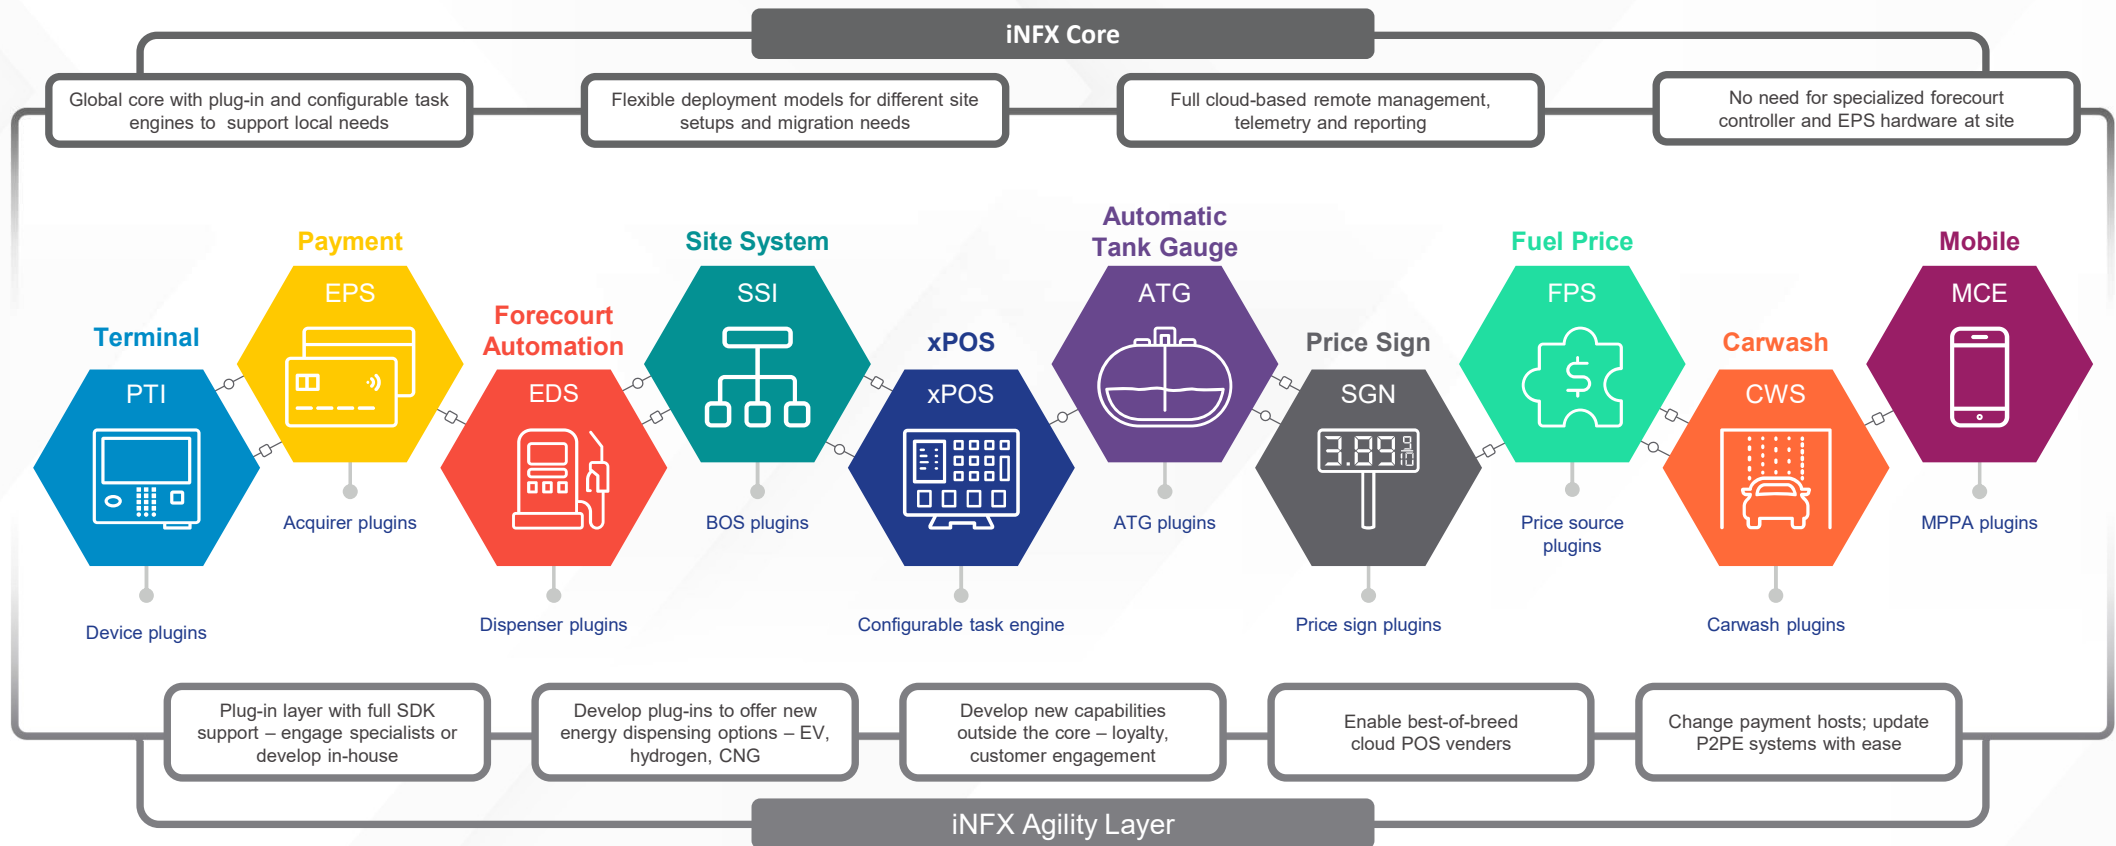 iNFX Core
Global core with plug-in and configurable task
engines to support local needs
Flexible deployment models for different site
setups and migration needs
Full cloud-based remote management,
telemetry and reporting
No need for specialized forecourt
controller and EPS hardware at site
Terminal
PTI
Device plugins
Payment
EPS
Acquirer plugins
Forecourt
Automation
EDS
Dispenser plugins
Site System
SSI
BOS plugins
xPOS
xPOS
Configurable task engine
Automatic
Tank Gauge
ATG
ATG plugins
Price Sign
SGN
3.89 9/10
Price sign plugins
Fuel Price
FPS
$
Price source
plugins
Carwash
CWS
Carwash plugins
Mobile
MCE
MPPA plugins
Plug-in layer with full SDK
support – engage specialists or
develop in-house
Develop plug-ins to offer new
energy dispensing options – EV,
hydrogen, CNG
Develop new capabilities
outside the core – loyalty,
customer engagement
Enable best-of-breed
cloud POS venders
Change payment hosts; update
P2PE systems with ease
iNFX Agility Layer